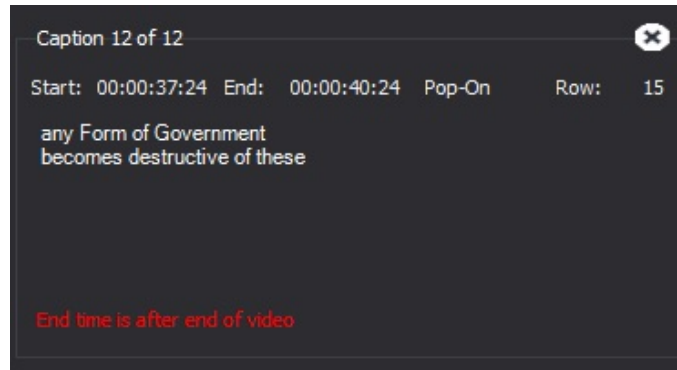 Caption 12 of 12
Start: 00:00:37:24 End: 00:00:40:24 Pop-On Row: 15
any Form of Government
becomes destructive of these
End time is after end of video